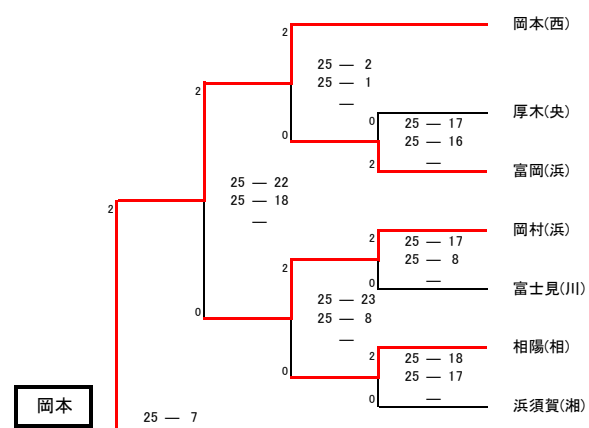 岡本(西)
2
25 ― 2
25 ― 1
―
2
厚木(央)
0
25 ― 17
25 ― 16
―
0
2
富岡(浜)
25 ― 22
25 ― 18
―
2
岡村(浜)
2
25 ― 17
25 ― 8
―
2
0
富士見(川)
25 ― 23
25 ― 8
―
0
相陽(相)
2
25 ― 18
25 ― 17
―
0
0
浜須賀(湘)
岡本
25 ― 7